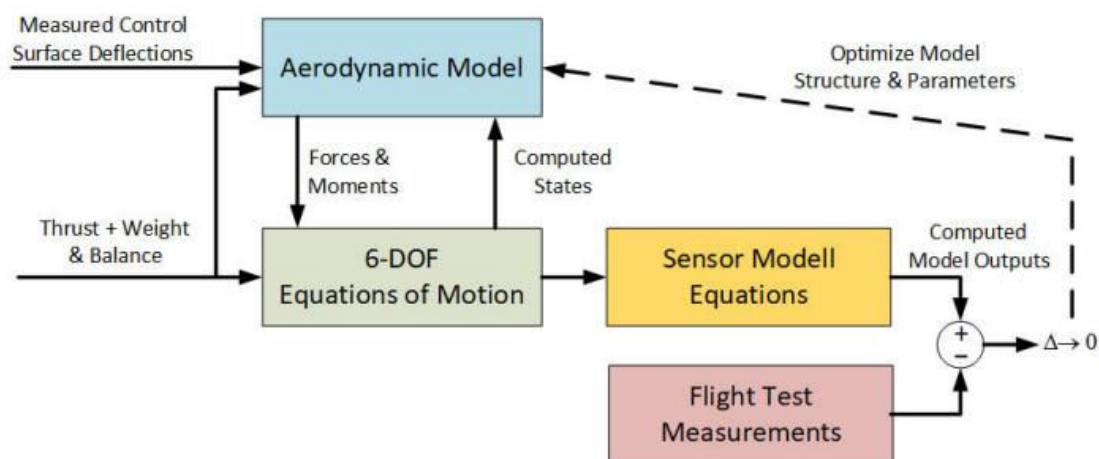 Measured Control
Surface Deflections
Aerodynamic Model
Optimize Model
Structure & Parameters
Forces &
Moments
Computed
States
Thrust + Weight
& Balance
6-DOF
Equations of Motion
Sensor Modell
Equations
Computed
Model Outputs
+
−
Δ→ 0
Flight Test
Measurements